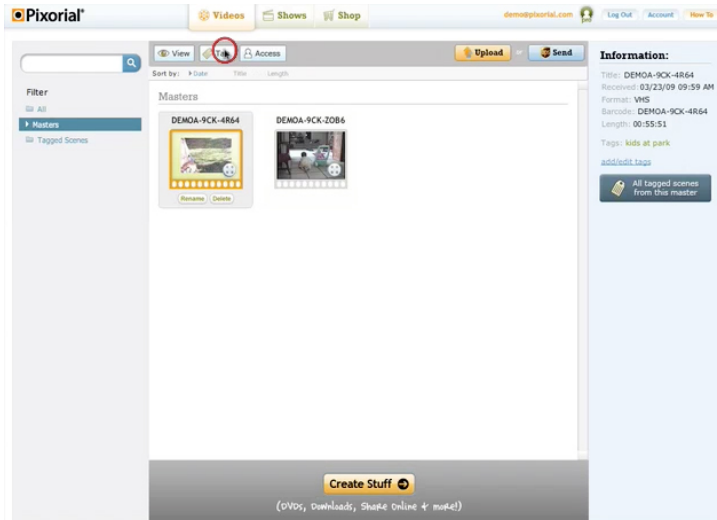 Pixorial®
Videos
Shows
Shop
demo@pixorial.com
Log Out
Account
How To
View
Tag
Access
Upload
or
Send
Sort by: Date Title Length
Filter
All
Masters
Tagged Scenes
Masters
DEMOA-9CK-4R64
DEMOA-9CK-ZOB6
Rename
Delete
Information:
Title: DEMOA-9CK-4R64
Received: 03/23/09 09:59 AM
Format: VHS
Barcode: DEMOA-9CK-4R64
Length: 00:55:51
Tags: kids at park
add/edit tags
All tagged scenes
from this master
Create Stuff
(DVDs, Downloads, Share Online & more!)